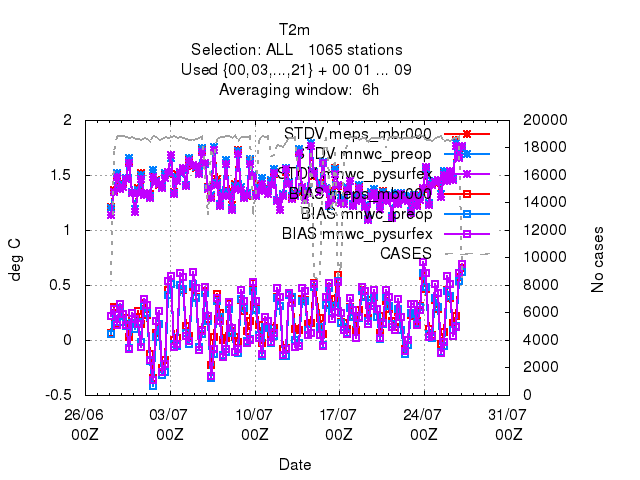 T2m
Selection: ALL   1065 stations
Used {00,03,...,21} + 00 01 ... 09
Averaging window:  6h
2
1.5
1
0.5
0
-0.5
20000
18000
16000
14000
12000
10000
8000
6000
4000
2000
0
deg C
No cases
STDV meps_mbr000
STDV mnwc_preop
STDV mnwc_pysurfex
BIAS meps_mbr000
BIAS mnwc_preop
BIAS mnwc_pysurfex
CASES
26/06 03/07 10/07 17/07 24/07 31/07
00Z 00Z 00Z 00Z 00Z 00Z
Date